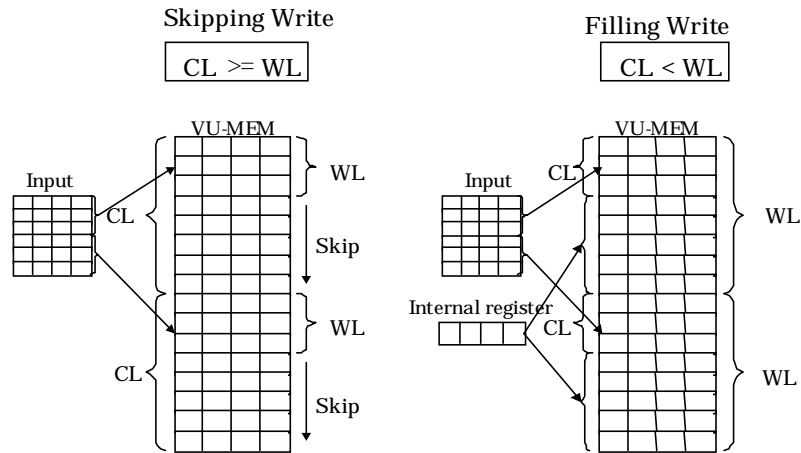 Skipping Write
CL >= WL
VU-MEM
Input
CL
WL
Skip
WL
CL
Skip
Filling Write
CL < WL
VU-MEM
CL
Input
WL
Internal register
CL
WL